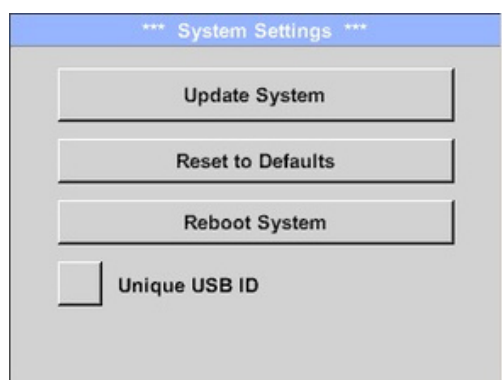 *** System Settings ***
Update System
Reset to Defaults
Reboot System
Unique USB ID